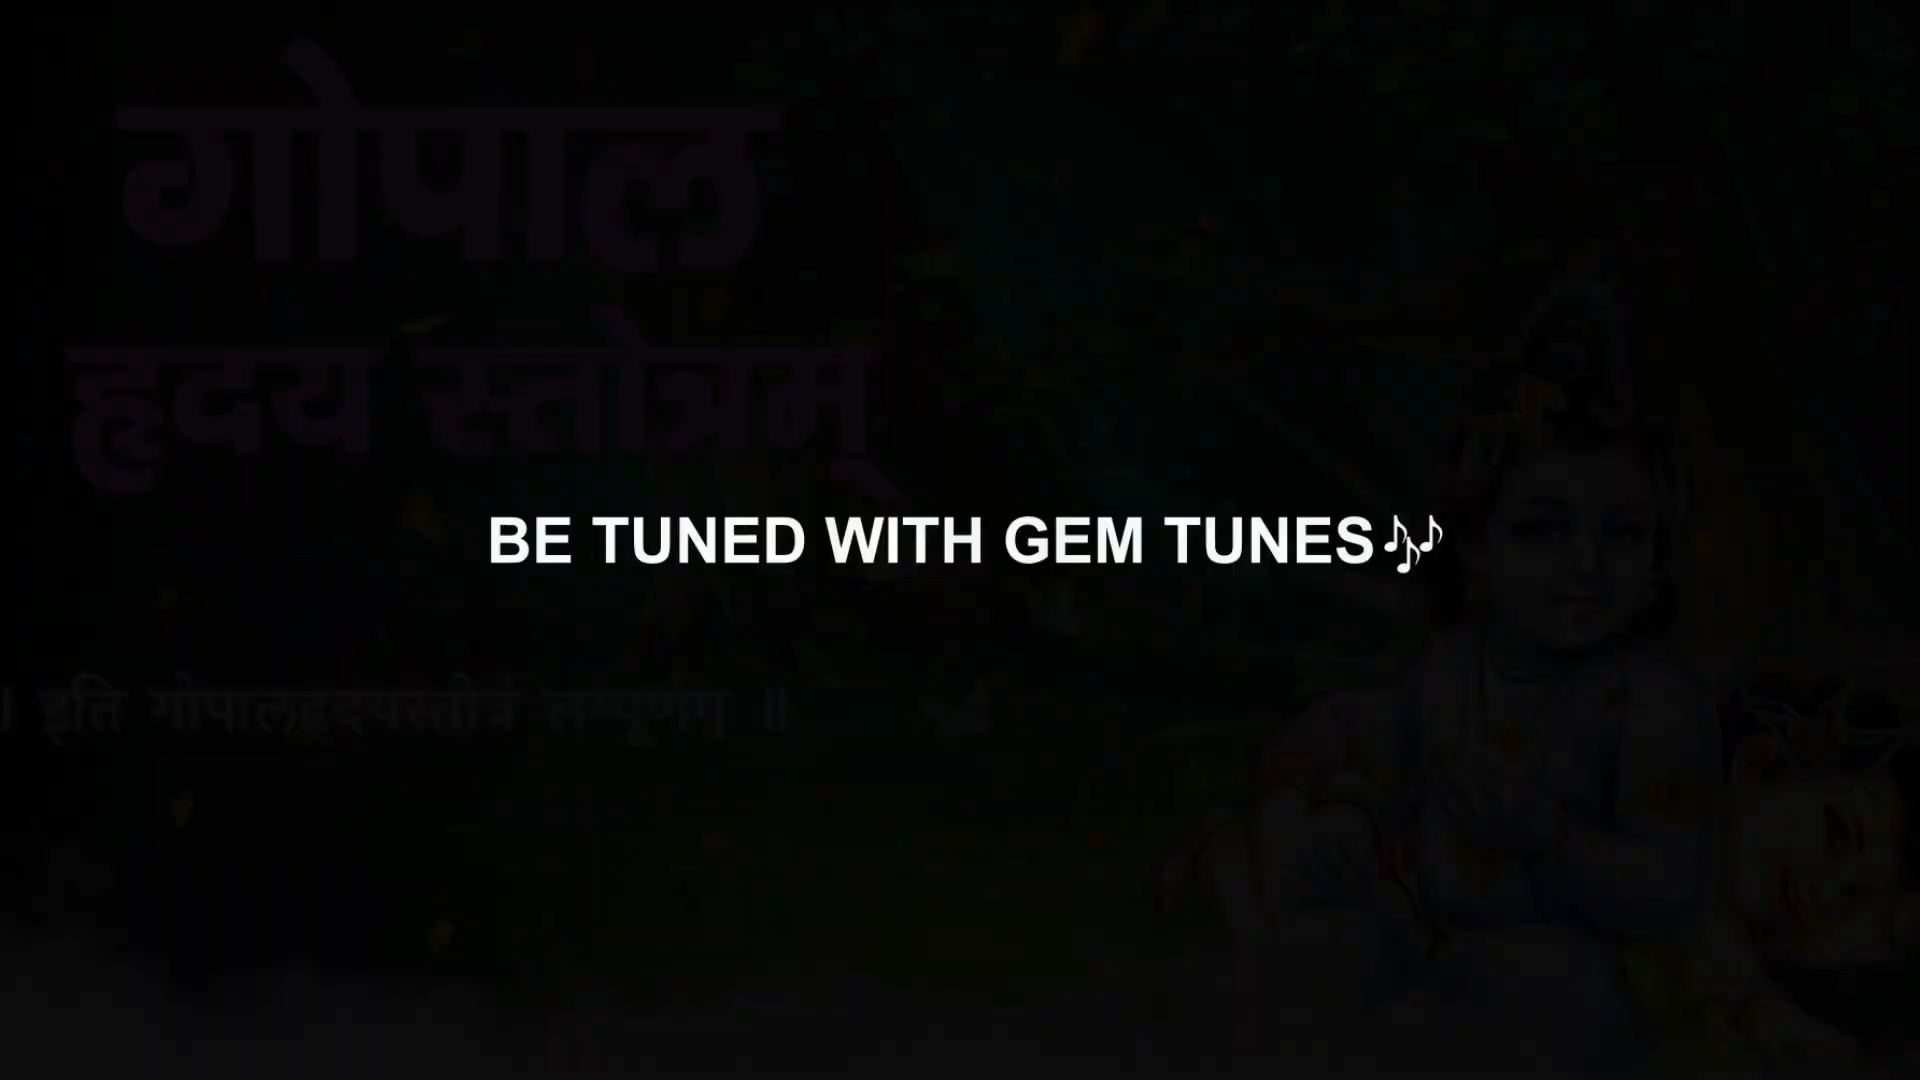 गोपाल
हृदय स्तोत्रम्
BE TUNED WITH GEM TUNES🎶
॥ इति गोपालहृदयस्तोत्रं सम्पूर्णम् ॥